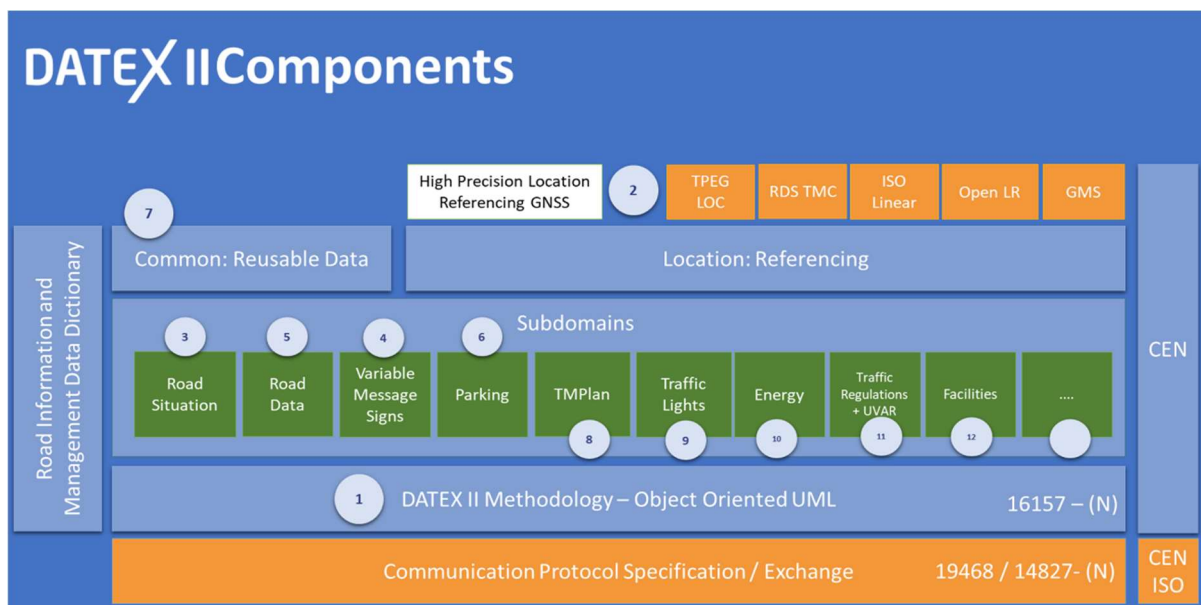 DATEX II Components
High Precision Location
Referencing GNSS
2
TPEG
LOC
RDS TMC
ISO
Linear
Open LR
GMS
7
Common: Reusable Data
Location: Referencing
Road Information and
Management Data Dictionary
CEN
Subdomains
3
5
4
6
Road
Situation
Road
Data
Variable
Message
Signs
Parking
TMPlan
Traffic
Lights
Energy
Traffic
Regulations
+ UVAR
Facilities
....
8
9
10
11
12
1
DATEX II Methodology – Object Oriented UML
16157 – (N)
Communication Protocol Specification / Exchange
19468 / 14827- (N)
CEN
ISO